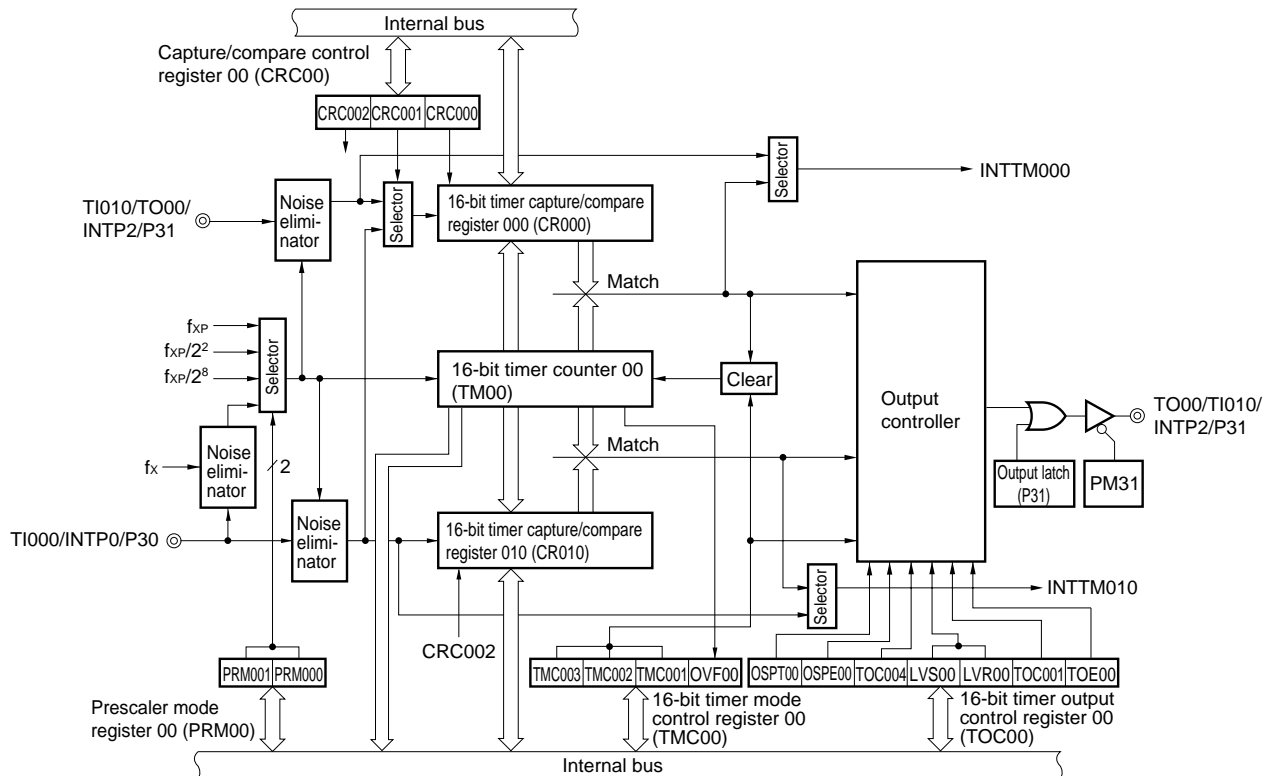 Internal bus
Capture/compare control
register 00 (CRC00)
CRC002 CRC001 CRC000
TI010/TO00/
INTP2/P31
Noise
elimi-
nator
Selector
16-bit timer capture/compare
register 000 (CR000)
Selector
INTTM000
Match
fXP
fXP/2²
fXP/2⁸
Selector
16-bit timer counter 00
(TM00)
Clear
Output
controller
TO00/TI010/
INTP2/P31
fX
Noise
elimi-
nator
2
Match
Output latch
(P31)
PM31
TI000/INTP0/P30
Noise
elimi-
nator
16-bit timer capture/compare
register 010 (CR010)
Selector
INTTM010
CRC002
PRM001 PRM000
TMC003 TMC002 TMC001 OVF00
OSPT00 OSPE00 TOC004 LVS00 LVR00 TOC001 TOE00
Prescaler mode
register 00 (PRM00)
16-bit timer mode
control register 00
(TMC00)
16-bit timer output
control register 00
(TOC00)
Internal bus